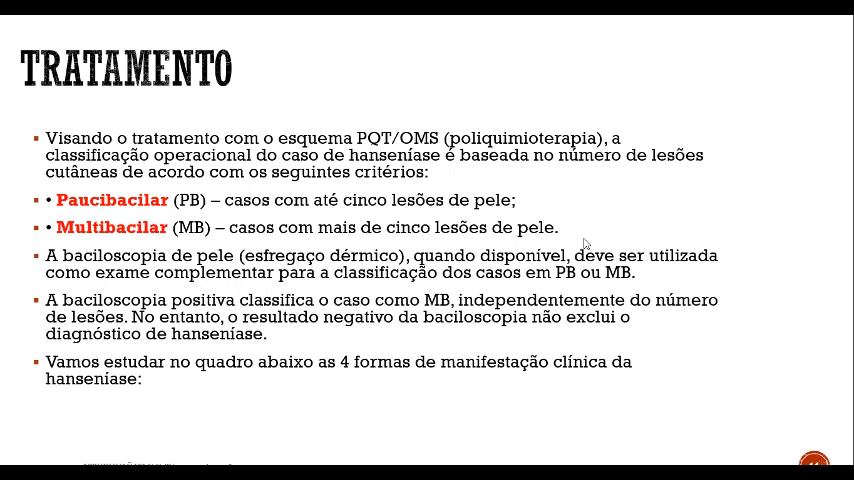 TRATAMENTO
▪ Visando o tratamento com o esquema PQT/OMS (poliquimioterapia), a
classificação operacional do caso de hanseníase é baseada no número de lesões
cutâneas de acordo com os seguintes critérios:
▪ • Paucibacilar (PB) – casos com até cinco lesões de pele;
▪ • Multibacilar (MB) – casos com mais de cinco lesões de pele.
▪ A baciloscopia de pele (esfregaço dérmico), quando disponível, deve ser utilizada
como exame complementar para a classificação dos casos em PB ou MB.
▪ A baciloscopia positiva classifica o caso como MB, independentemente do número
de lesões. No entanto, o resultado negativo da baciloscopia não exclui o
diagnóstico de hanseníase.
▪ Vamos estudar no quadro abaixo as 4 formas de manifestação clínica da
hanseníase: